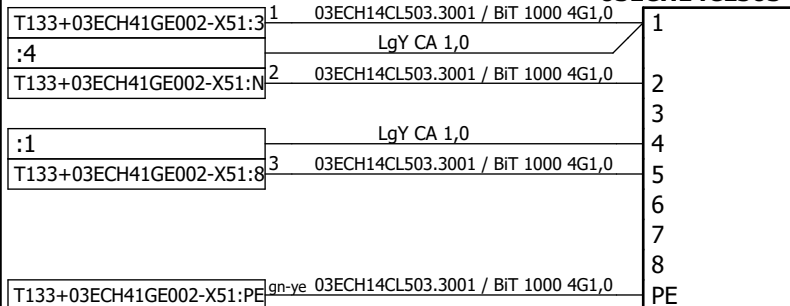 T133+03ECH41GE002-X51:3 1 03ECH14CL503.3001 / BiT 1000 4G1,0 1
:4 LgY CA 1,0
T133+03ECH41GE002-X51:N 2 03ECH14CL503.3001 / BiT 1000 4G1,0 2
3
:1 LgY CA 1,0 4
T133+03ECH41GE002-X51:8 3 03ECH14CL503.3001 / BiT 1000 4G1,0 5
6
7
8
T133+03ECH41GE002-X51:PE gn-ye 03ECH14CL503.3001 / BiT 1000 4G1,0 PE